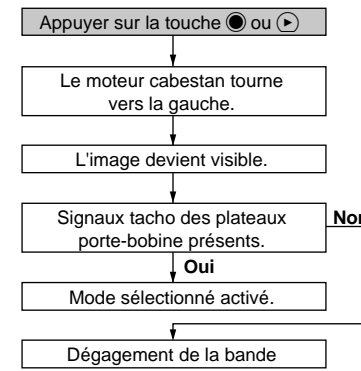 Appuyer sur la touche ● ou ▶
Le moteur cabestan tourne
vers la gauche.
L'image devient visible.
Signaux tacho des plateaux
porte-bobine présents.
Oui
Mode sélectionné activé.
Dégagement de la bande